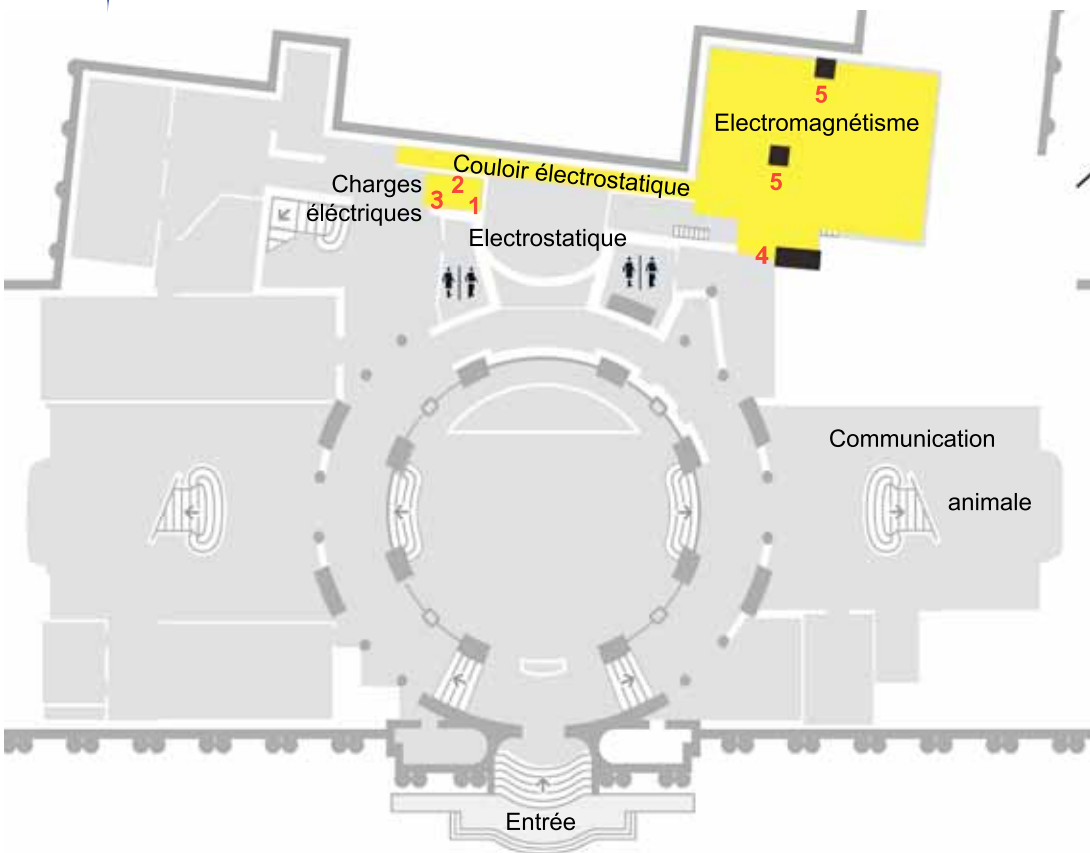 5
Electromagnétisme
5
Couloir électrostatique
Charges
éléctriques
2
3
1
Electrostatique
4
Communication
animale
Entrée